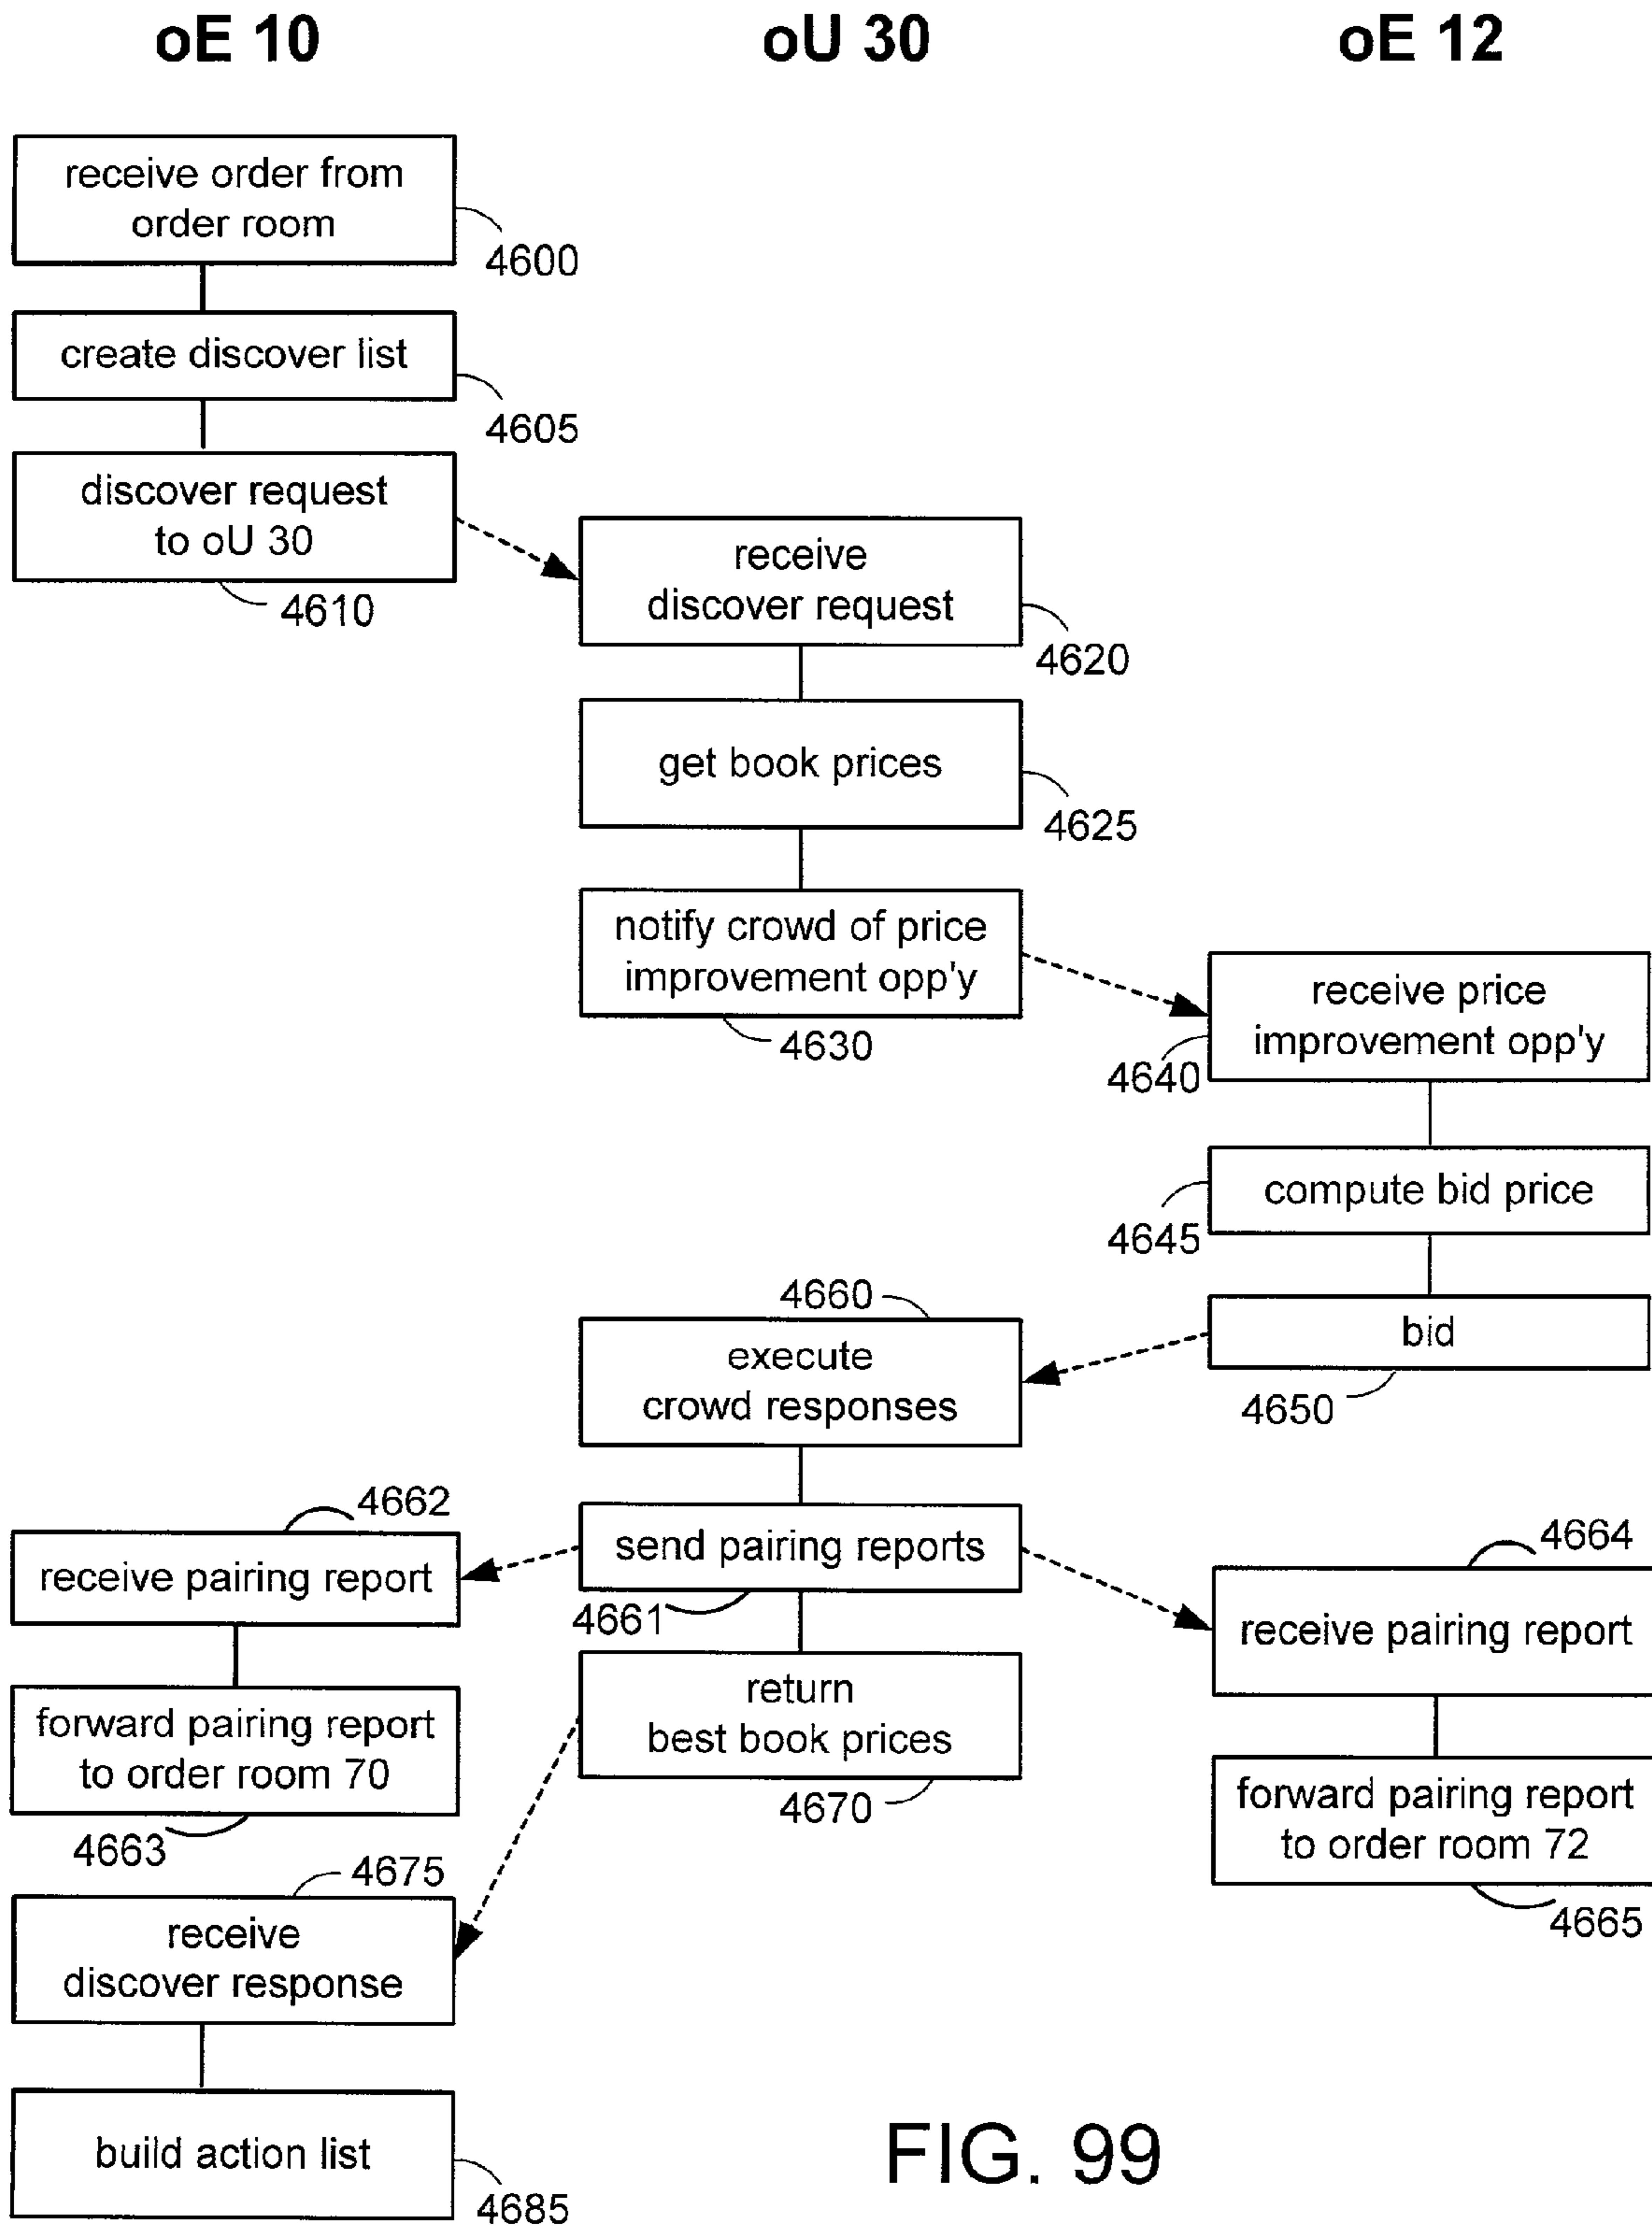 oE 10
oU 30
oE 12
receive order from
order room
4600
create discover list
4605
discover request
to oU 30
4610
receive
discover request
4620
get book prices
4625
notify crowd of price
improvement opp'y
4630
receive price
improvement opp'y
4640
compute bid price
4645
bid
4650
4660
execute
crowd responses
send pairing reports
4661
4662
receive pairing report
forward pairing report
to order room 70
4663
4664
receive pairing report
forward pairing report
to order room 72
4665
return
best book prices
4670
4675
receive
discover response
build action list
4685
FIG. 99